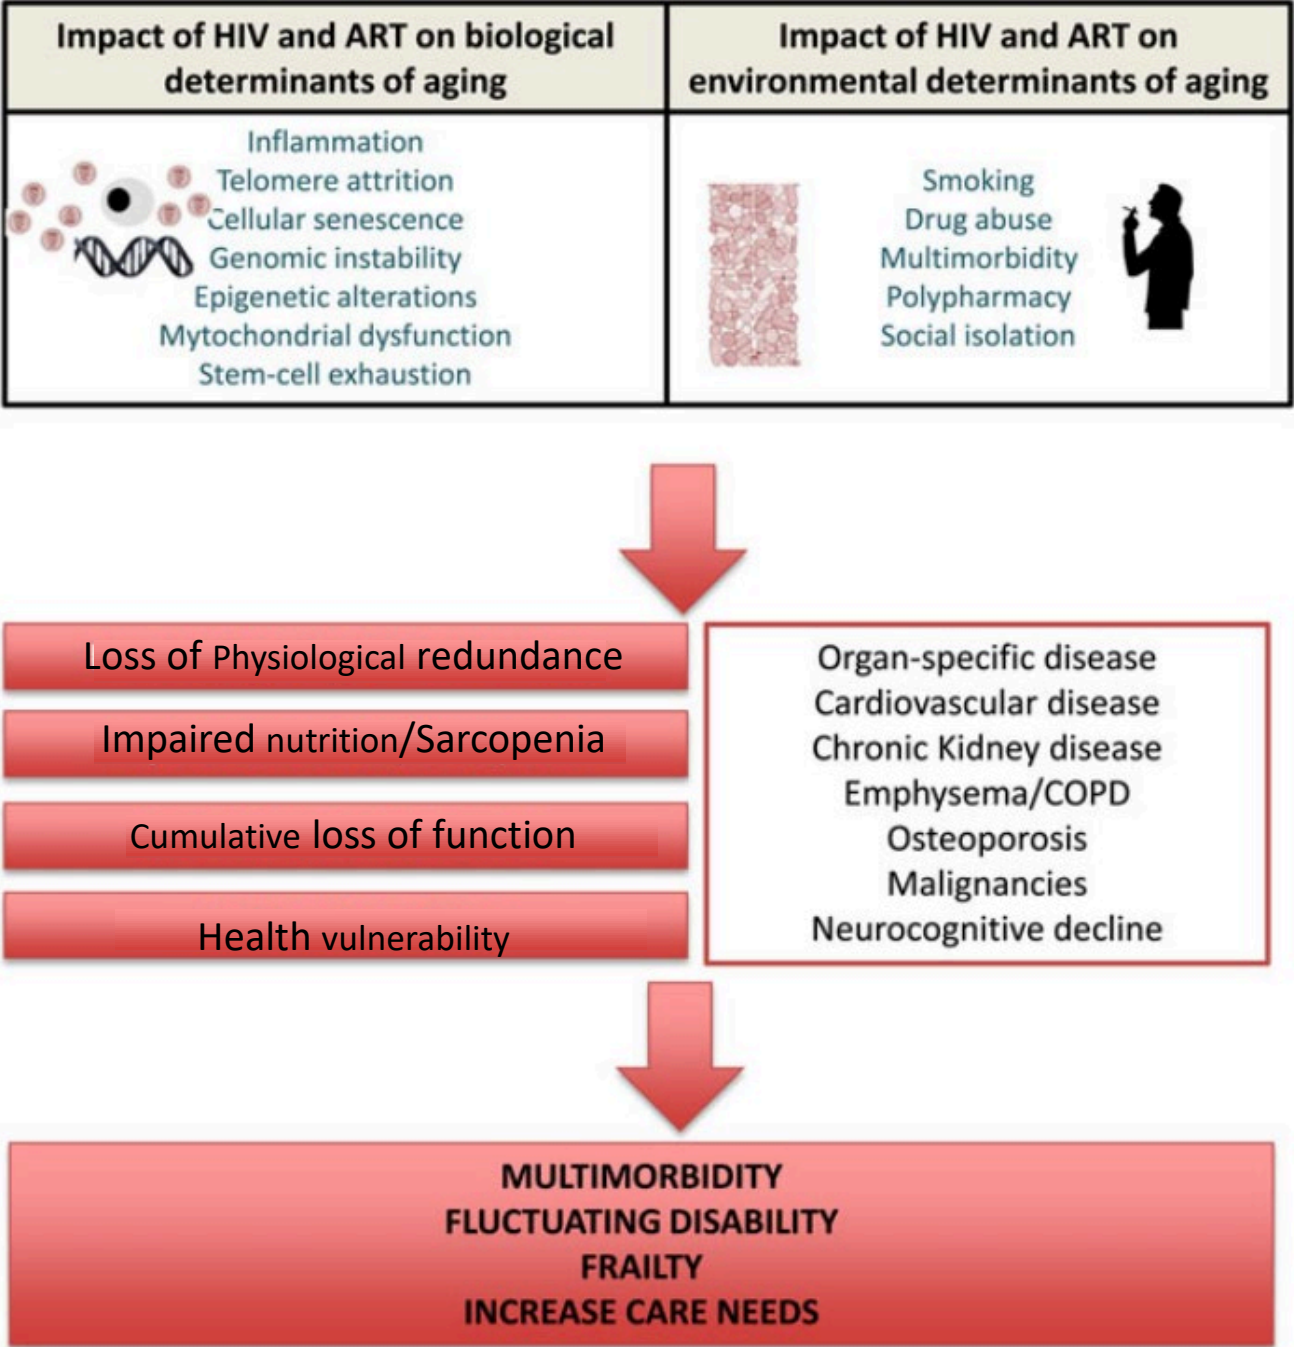 Impact of HIV and ART on biological
determinants of aging
Impact of HIV and ART on
environmental determinants of aging
Inflammation
Telomere attrition
Cellular senescence
Genomic instability
Epigenetic alterations
Mytochondrial dysfunction
Stem-cell exhaustion
Smoking
Drug abuse
Multimorbidity
Polypharmacy
Social isolation
Loss of Physiological redundance
Impaired nutrition/Sarcopenia
Cumulative loss of function
Health vulnerability
Organ-specific disease
Cardiovascular disease
Chronic Kidney disease
Emphysema/COPD
Osteoporosis
Malignancies
Neurocognitive decline
MULTIMORBIDITY
FLUCTUATING DISABILITY
FRAILTY
INCREASE CARE NEEDS